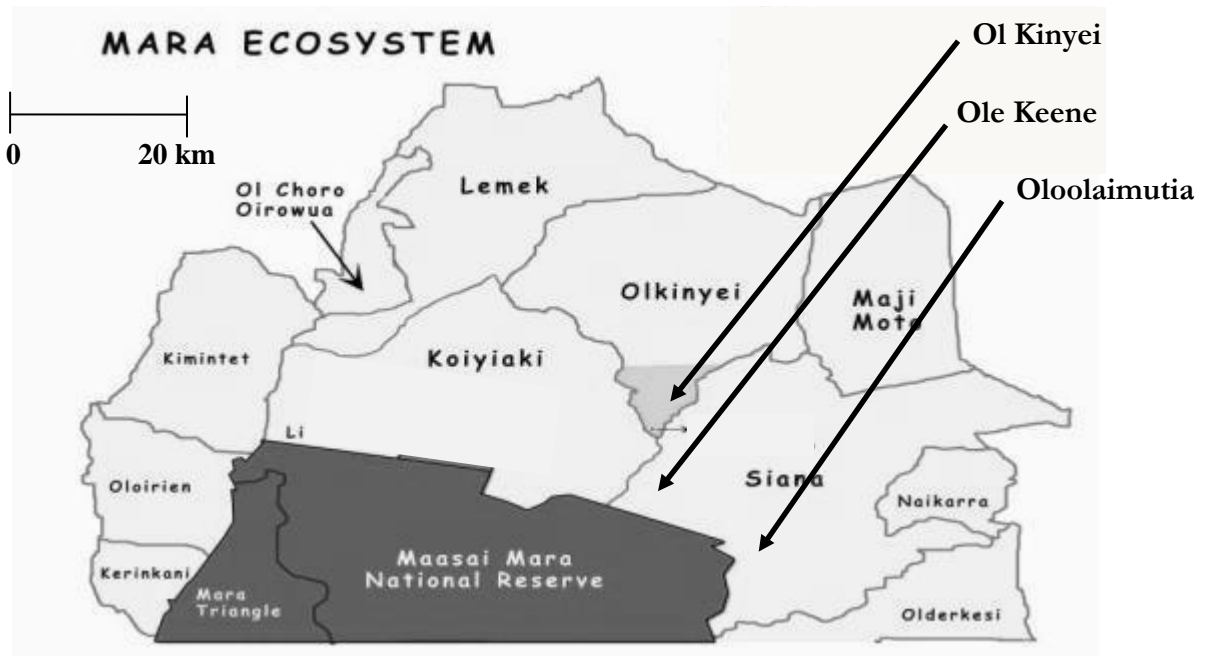 MARA ECOSYSTEM
Ol Kinyei
Ole Keene
0 20 km
Oloolaimutia
Ol Choro
Oirowua
Lemek
Olkinyei
Maji
Moto
Kimintet
Koiyiaki
Li
Oloirien
Siana
Naikarra
Maasai Mara
National Reserve
Kerinkani
Mara
Triangle
Olderkesi